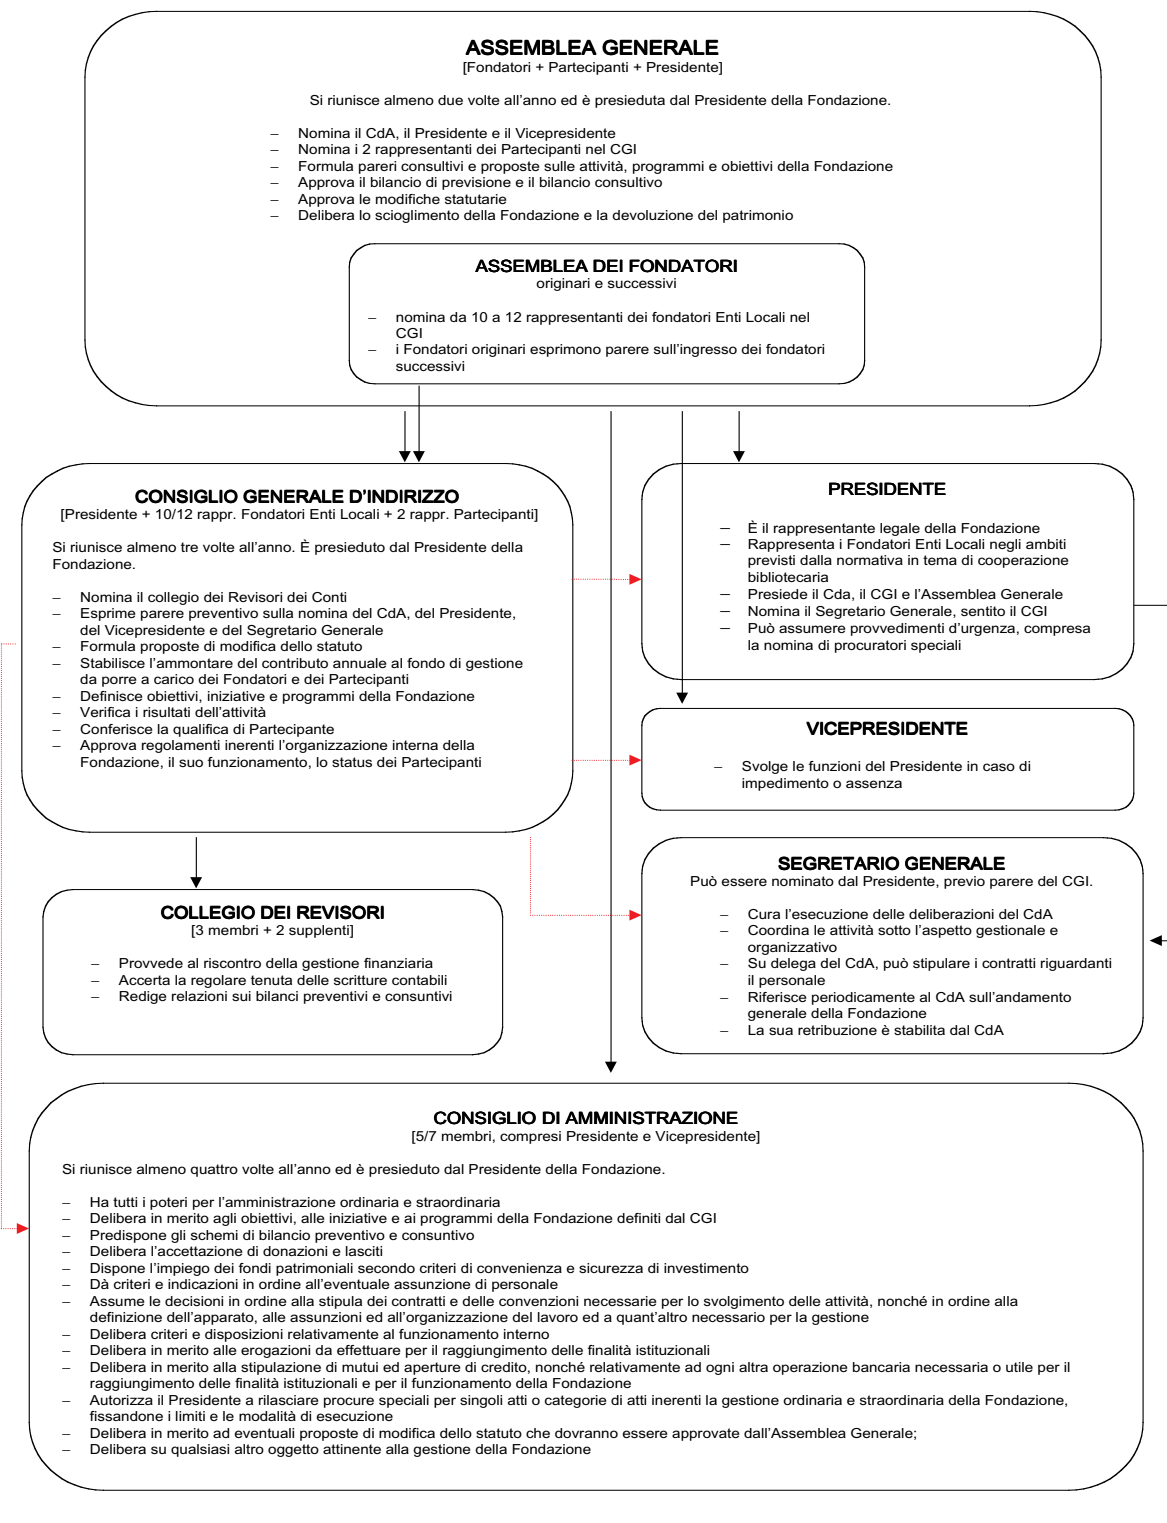 ASSEMBLEA GENERALE
[Fondatori + Partecipanti + Presidente]
Si riunisce almeno due volte all'anno ed è presieduta dal Presidente della Fondazione.
– Nomina il CdA, il Presidente e il Vicepresidente
– Nomina i 2 rappresentanti dei Partecipanti nel CGI
– Formula pareri consultivi e proposte sulle attività, programmi e obiettivi della Fondazione
– Approva il bilancio di previsione e il bilancio consultivo
– Approva le modifiche statutarie
– Delibera lo scioglimento della Fondazione e la devoluzione del patrimonio
ASSEMBLEA DEI FONDATORI
originari e successivi
– nomina da 10 a 12 rappresentanti dei fondatori Enti Locali nel
CGI
– i Fondatori originari esprimono parere sull'ingresso dei fondatori
successivi
CONSIGLIO GENERALE D'INDIRIZZO
[Presidente + 10/12 rappr. Fondatori Enti Locali + 2 rappr. Partecipanti]
Si riunisce almeno tre volte all'anno. È presieduto dal Presidente della
Fondazione.
– Nomina il collegio dei Revisori dei Conti
– Esprime parere preventivo sulla nomina del CdA, del Presidente,
del Vicepresidente e del Segretario Generale
– Formula proposte di modifica dello statuto
– Stabilisce l'ammontare del contributo annuale al fondo di gestione
da porre a carico dei Fondatori e dei Partecipanti
– Definisce obiettivi, iniziative e programmi della Fondazione
– Verifica i risultati dell'attività
– Conferisce la qualifica di Partecipante
– Approva regolamenti inerenti l'organizzazione interna della
Fondazione, il suo funzionamento, lo status dei Partecipanti
PRESIDENTE
– È il rappresentante legale della Fondazione
– Rappresenta i Fondatori Enti Locali negli ambiti
previsti dalla normativa in tema di cooperazione
bibliotecaria
– Presiede il Cda, il CGI e l'Assemblea Generale
– Nomina il Segretario Generale, sentito il CGI
– Può assumere provvedimenti d'urgenza, compresa
la nomina di procuratori speciali
VICEPRESIDENTE
– Svolge le funzioni del Presidente in caso di
impedimento o assenza
SEGRETARIO GENERALE
Può essere nominato dal Presidente, previo parere del CGI.
– Cura l'esecuzione delle deliberazioni del CdA
– Coordina le attività sotto l'aspetto gestionale e
organizzativo
– Su delega del CdA, può stipulare i contratti riguardanti
il personale
– Riferisce periodicamente al CdA sull'andamento
generale della Fondazione
– La sua retribuzione è stabilita dal CdA
COLLEGIO DEI REVISORI
[3 membri + 2 supplenti]
– Provvede al riscontro della gestione finanziaria
– Accerta la regolare tenuta delle scritture contabili
– Redige relazioni sui bilanci preventivi e consuntivi
CONSIGLIO DI AMMINISTRAZIONE
[5/7 membri, compresi Presidente e Vicepresidente]
Si riunisce almeno quattro volte all'anno ed è presieduto dal Presidente della Fondazione.
– Ha tutti i poteri per l'amministrazione ordinaria e straordinaria
– Delibera in merito agli obiettivi, alle iniziative e ai programmi della Fondazione definiti dal CGI
– Predispone gli schemi di bilancio preventivo e consuntivo
– Delibera l'accettazione di donazioni e lasciti
– Dispone l'impiego dei fondi patrimoniali secondo criteri di convenienza e sicurezza di investimento
– Dà criteri e indicazioni in ordine all'eventuale assunzione di personale
– Assume le decisioni in ordine alla stipula dei contratti e delle convenzioni necessarie per lo svolgimento delle attività, nonché in ordine alla
definizione dell'apparato, alle assunzioni ed all'organizzazione del lavoro ed a quant'altro necessario per la gestione
– Delibera criteri e disposizioni relativamente al funzionamento interno
– Delibera in merito alle erogazioni da effettuare per il raggiungimento delle finalità istituzionali
– Delibera in merito alla stipulazione di mutui ed aperture di credito, nonché relativamente ad ogni altra operazione bancaria necessaria o utile per il
raggiungimento delle finalità istituzionali e per il funzionamento della Fondazione
– Autorizza il Presidente a rilasciare procure speciali per singoli atti o categorie di atti inerenti la gestione ordinaria e straordinaria della Fondazione,
fissandone i limiti e le modalità di esecuzione
– Delibera in merito ad eventuali proposte di modifica dello statuto che dovranno essere approvate dall'Assemblea Generale;
– Delibera su qualsiasi altro oggetto attinente alla gestione della Fondazione